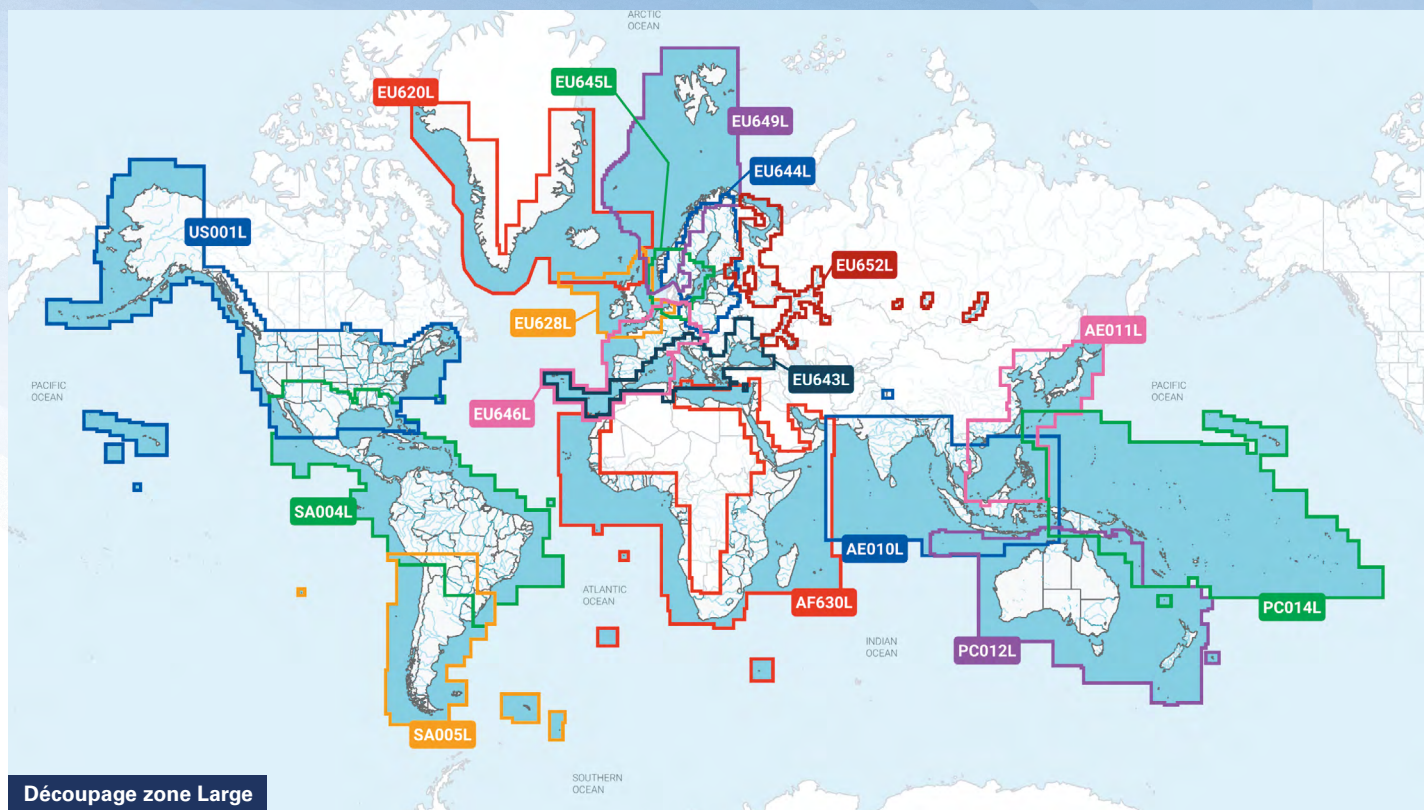 ARCTIC
OCEAN
EU645L
EU620L
EU649L
EU644L
US001L
EU652L
EU628L
AE011L
EU643L
PACIFIC
OCEAN
PACIFIC
OCEAN
EU646L
SA004L
AE010L
ATLANTIC
OCEAN
AF630L
PC014L
INDIAN
OCEAN
PC012L
SA005L
SOUTHERN
OCEAN
Découpage zone Large